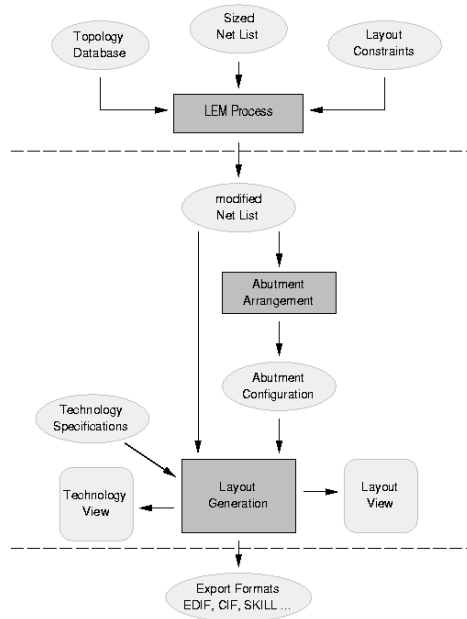 Topology
Database
Sized
Net List
Layout
Constraints
LEM Process
modified
Net List
Abutment
Arrangement
Abutment
Configuration
Technology
Specifications
Technology
View
Layout
Generation
Layout
View
Export Formats
EDIF, CIF, SKILL ...